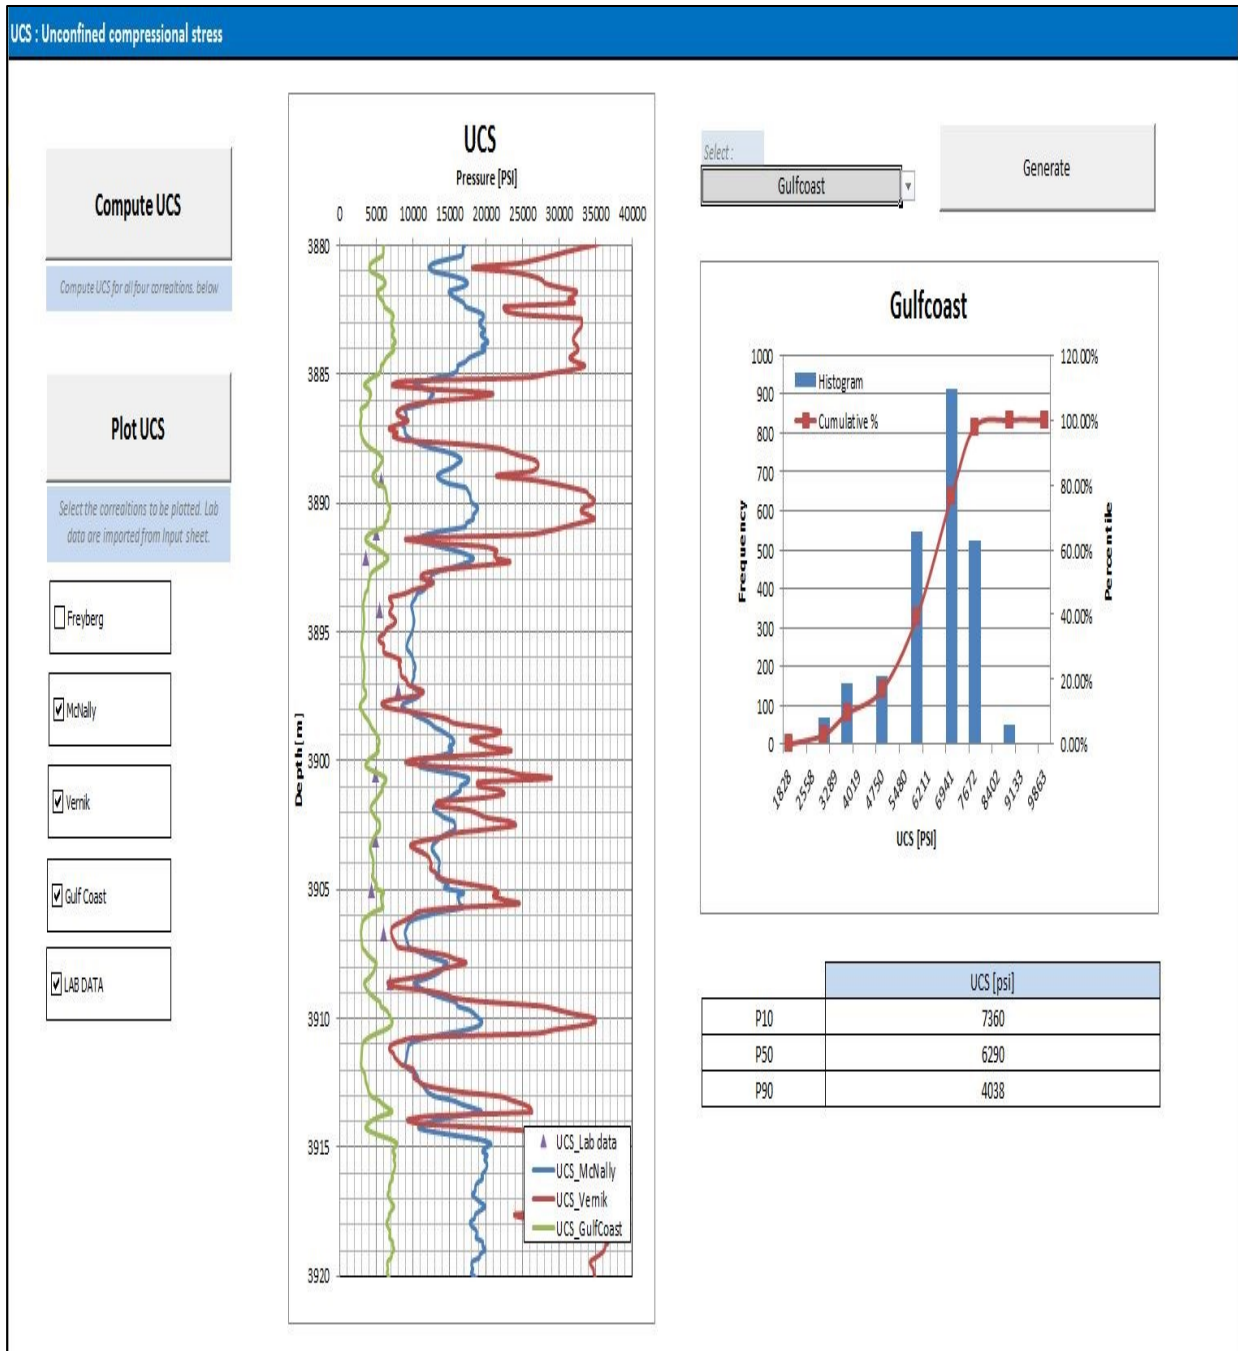 UCS : Unconfined compressional stress
Compute UCS
Compute UCS for all four correaltions. below
Plot UCS
Select the correaltions to be plotted. Lab
data are imported from Input sheet.
Freyberg
McNally
Vernik
Gulf Coast
LAB DATA
UCS
Pressure [PSI]
0 5000 10000 15000 20000 25000 30000 35000 40000
Depth [m]
3880
3885
3890
3895
3900
3905
3910
3915
3920
UCS_Lab data
UCS_McNally
UCS_Vernik
UCS_GulfCoast
Select :
Gulfcoast
Generate
Gulfcoast
Histogram
Cumulative %
Frequency
1000
900
800
700
600
500
400
300
200
100
0
120.00%
100.00%
80.00%
60.00%
40.00%
20.00%
0.00%
Percentile
1828 2558 3289 4019 4750 5480 6211 6941 7672 8402 9133 9863
UCS [PSI]
UCS [psi]
P10 7360
P50 6290
P90 4038